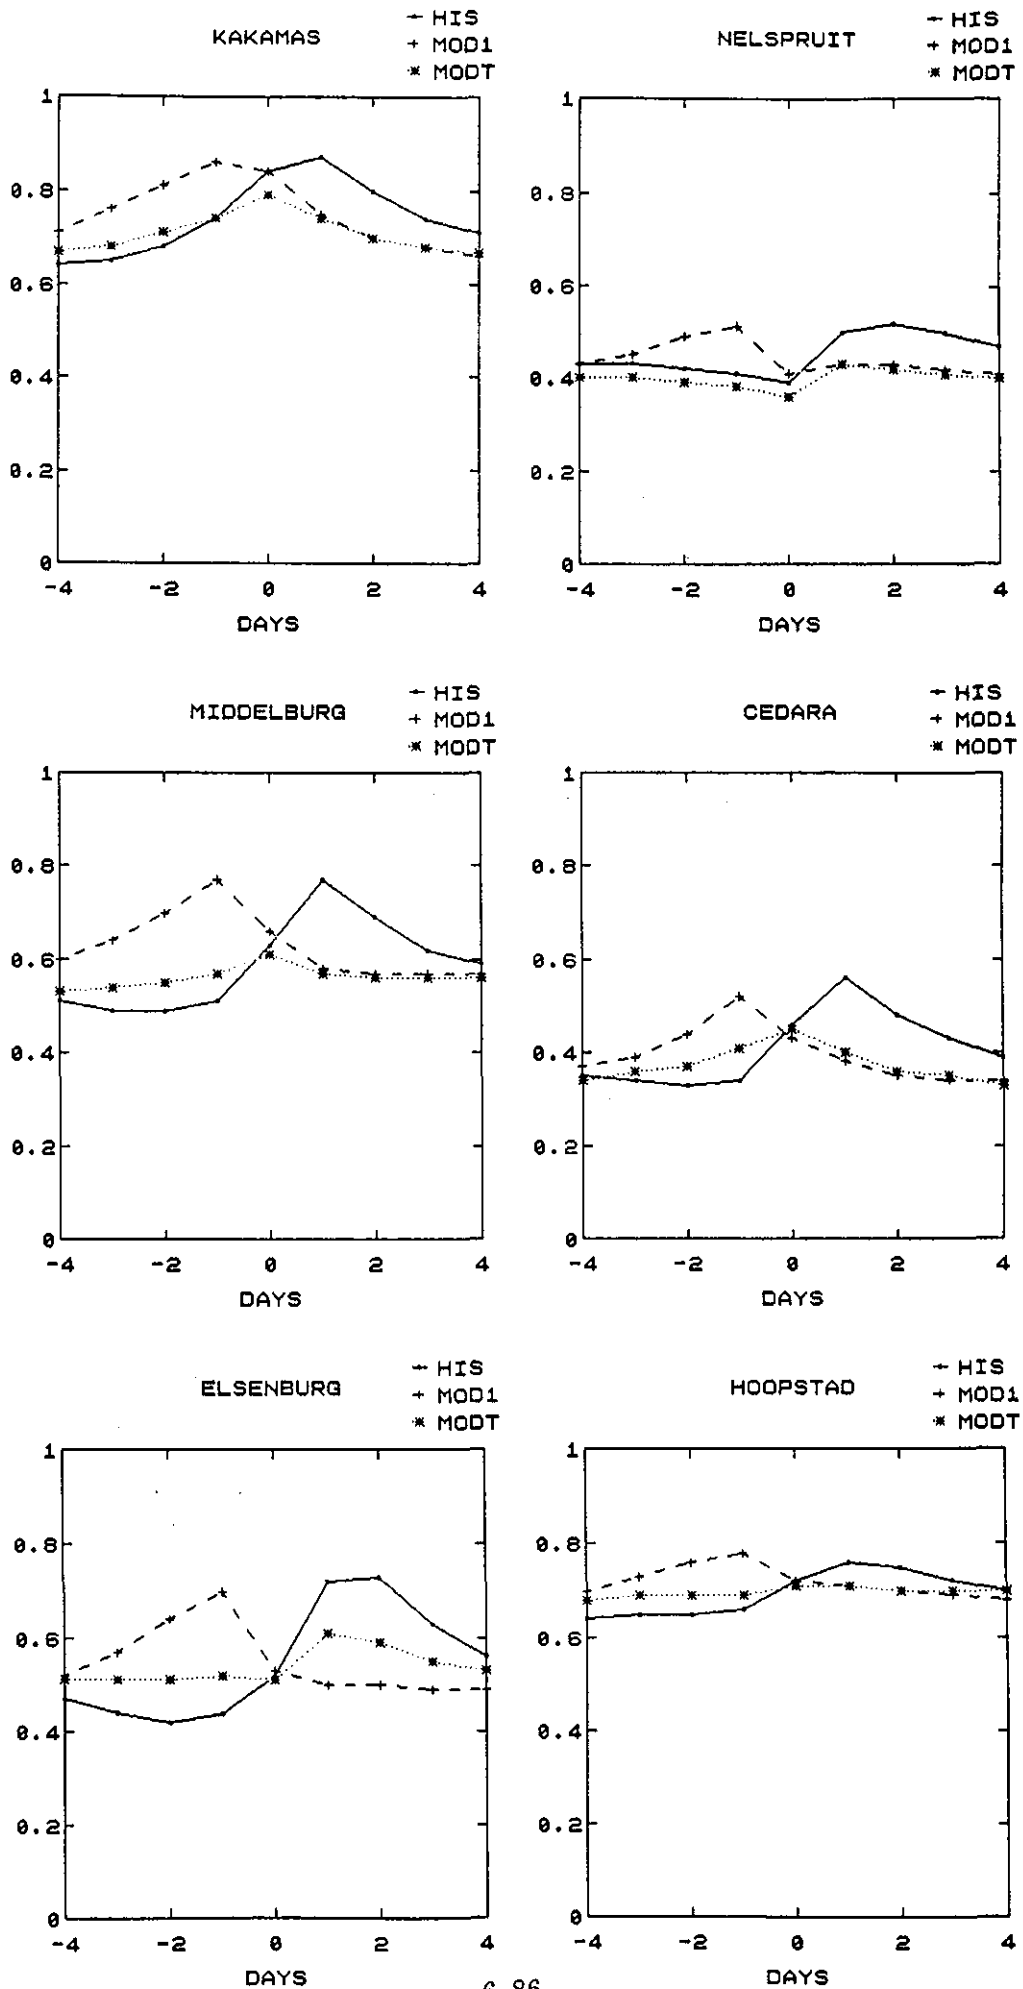 KAKAMAS
HIS
MOD1
MODT
1
0.8
0.6
0.4
0.2
0
-4 -2 0 2 4
DAYS
NELSPRUIT
HIS
MOD1
MODT
1
0.8
0.6
0.4
0.2
0
-4 -2 0 2 4
DAYS
MIDDELBURG
HIS
MOD1
MODT
1
0.8
0.6
0.4
0.2
0
-4 -2 0 2 4
DAYS
CEDARA
HIS
MOD1
MODT
1
0.8
0.6
0.4
0.2
0
-4 -2 0 2 4
DAYS
ELSENBURG
HIS
MOD1
MODT
1
0.8
0.6
0.4
0.2
0
-4 -2 0 2 4
DAYS
HOOPSTAD
HIS
MOD1
MODT
1
0.8
0.6
0.4
0.2
0
-4 -2 0 2 4
DAYS